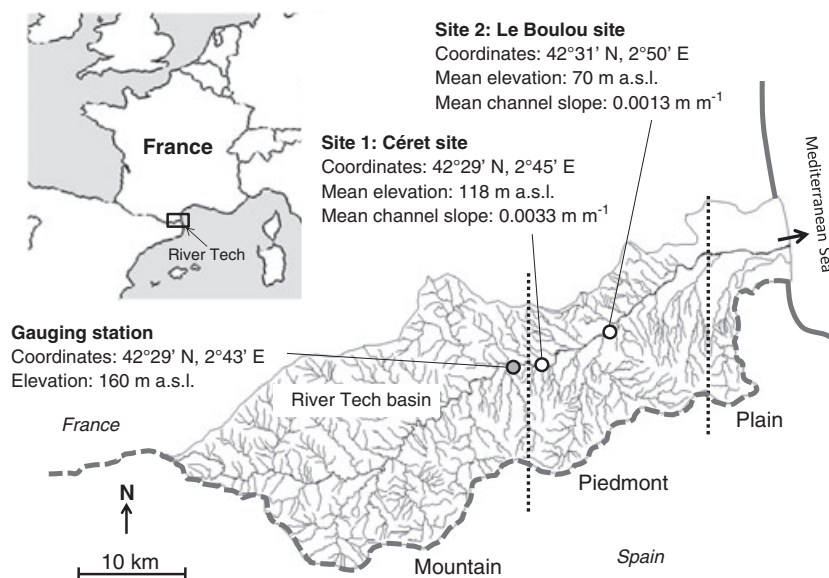 Site 2: Le Boulou site
Coordinates: 42°31’ N, 2°50’ E
Mean elevation: 70 m a.s.l.
Mean channel slope: 0.0013 m m-1
Site 1: Céret site
Coordinates: 42°29’ N, 2°45’ E
Mean elevation: 118 m a.s.l.
Mean channel slope: 0.0033 m m-1
France
River Tech
Mediterranean Sea
Gauging station
Coordinates: 42°29’ N, 2°43’ E
Elevation: 160 m a.s.l.
River Tech basin
France
Plain
Piedmont
N
10 km
Mountain
Spain